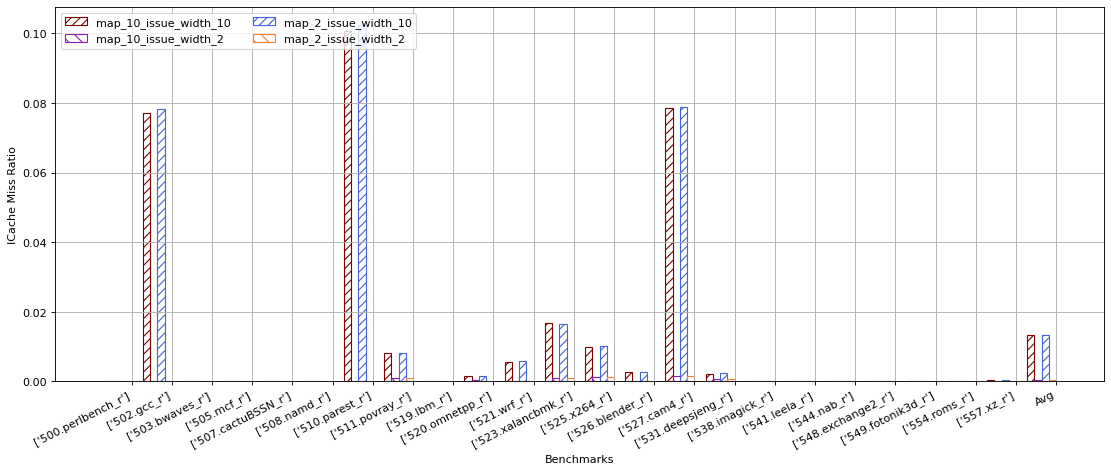 map_10_issue_width_10 map_2_issue_width_10
map_10_issue_width_2 map_2_issue_width_2
ICache Miss Ratio
0.10
0.08
0.06
0.04
0.02
0.00
['500.perlbench_r']
['502.gcc_r']
['503.bwaves_r']
['505.mcf_r']
['507.cactuBSSN_r']
['508.namd_r']
['510.parest_r']
['511.povray_r']
['519.lbm_r']
['520.omnetpp_r']
['521.wrf_r']
['523.xalancbmk_r']
['525.x264_r']
['526.blender_r']
['527.cam4_r']
['531.deepsjeng_r']
['538.imagick_r']
['541.leela_r']
['544.nab_r']
['548.exchange2_r']
['549.fotonik3d_r']
['554.roms_r']
['557.xz_r']
Avg
Benchmarks